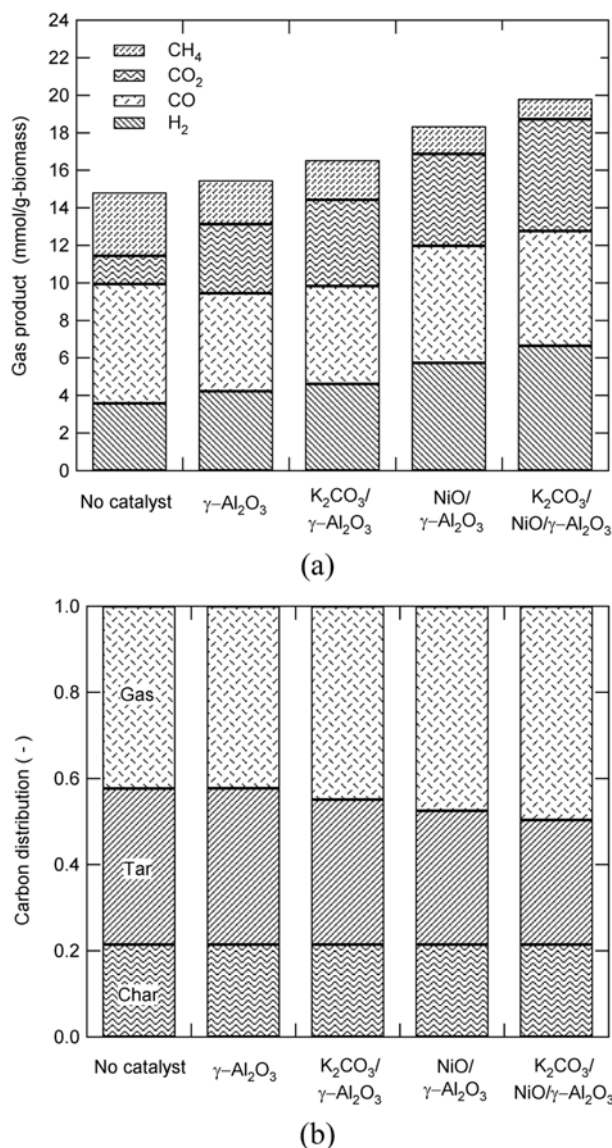 24
22
20
18
16
14
12
10
8
6
4
2
0
Gas product (mmol/g-biomass)
CH₄
CO₂
CO
H₂
No catalyst
γ–Al₂O₃
K₂CO₃/
γ–Al₂O₃
NiO/
γ–Al₂O₃
K₂CO₃/
NiO/γ–Al₂O₃
(a)
1.0
0.8
0.6
0.4
0.2
0.0
Carbon distribution ( - )
Gas
Tar
Char
No catalyst
γ–Al₂O₃
K₂CO₃/
γ–Al₂O₃
NiO/
γ–Al₂O₃
K₂CO₃/
NiO/γ–Al₂O₃
(b)